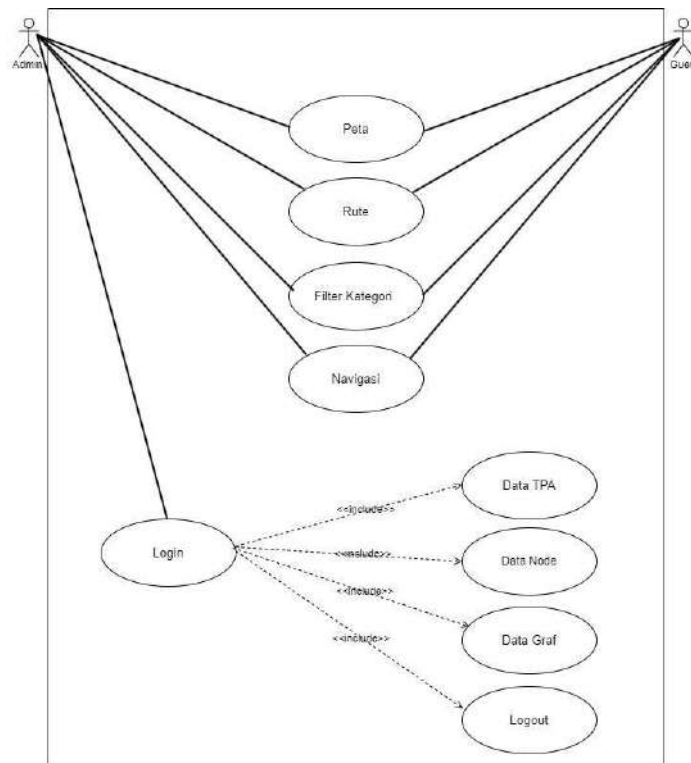 Admin
Guest
Peta
Rute
Filter Kategori
Navigasi
Data TPA
<<include>>
Login
Data Node
<<include>>
<<include>>
Data Graf
<<include>>
Logout